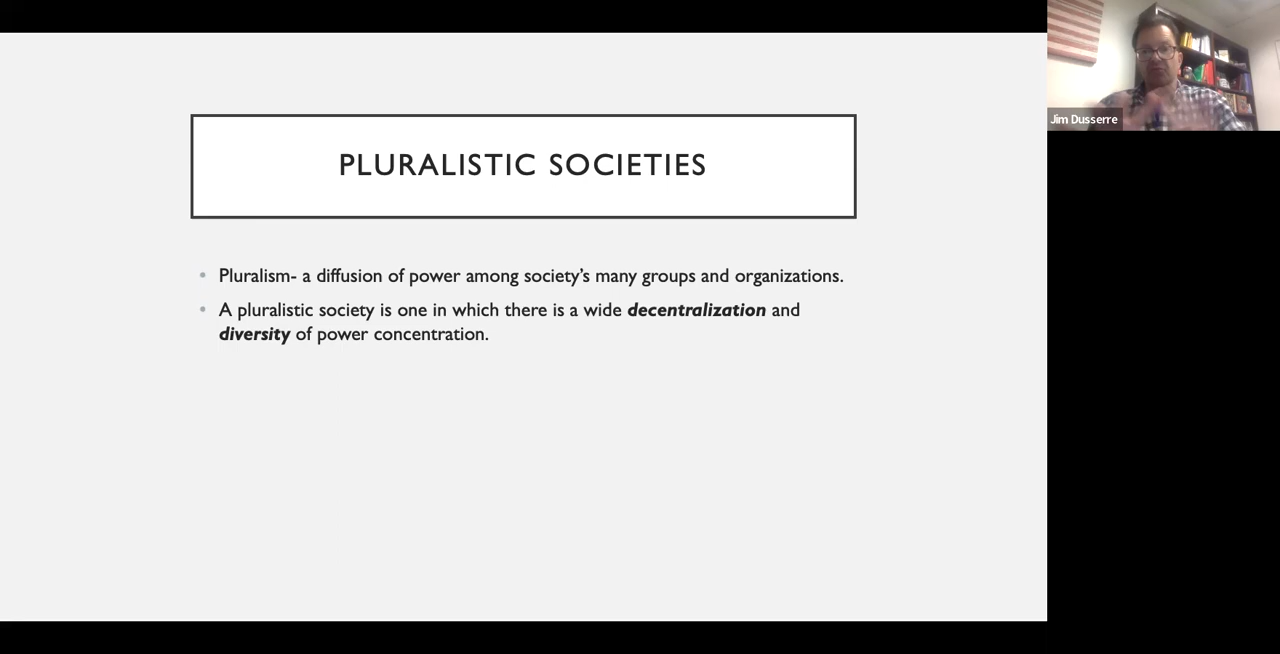 PLURALISTIC SOCIETIES
• Pluralism- a diffusion of power among society’s many groups and organizations.
• A pluralistic society is one in which there is a wide decentralization and
diversity of power concentration.
Jim Dusserre